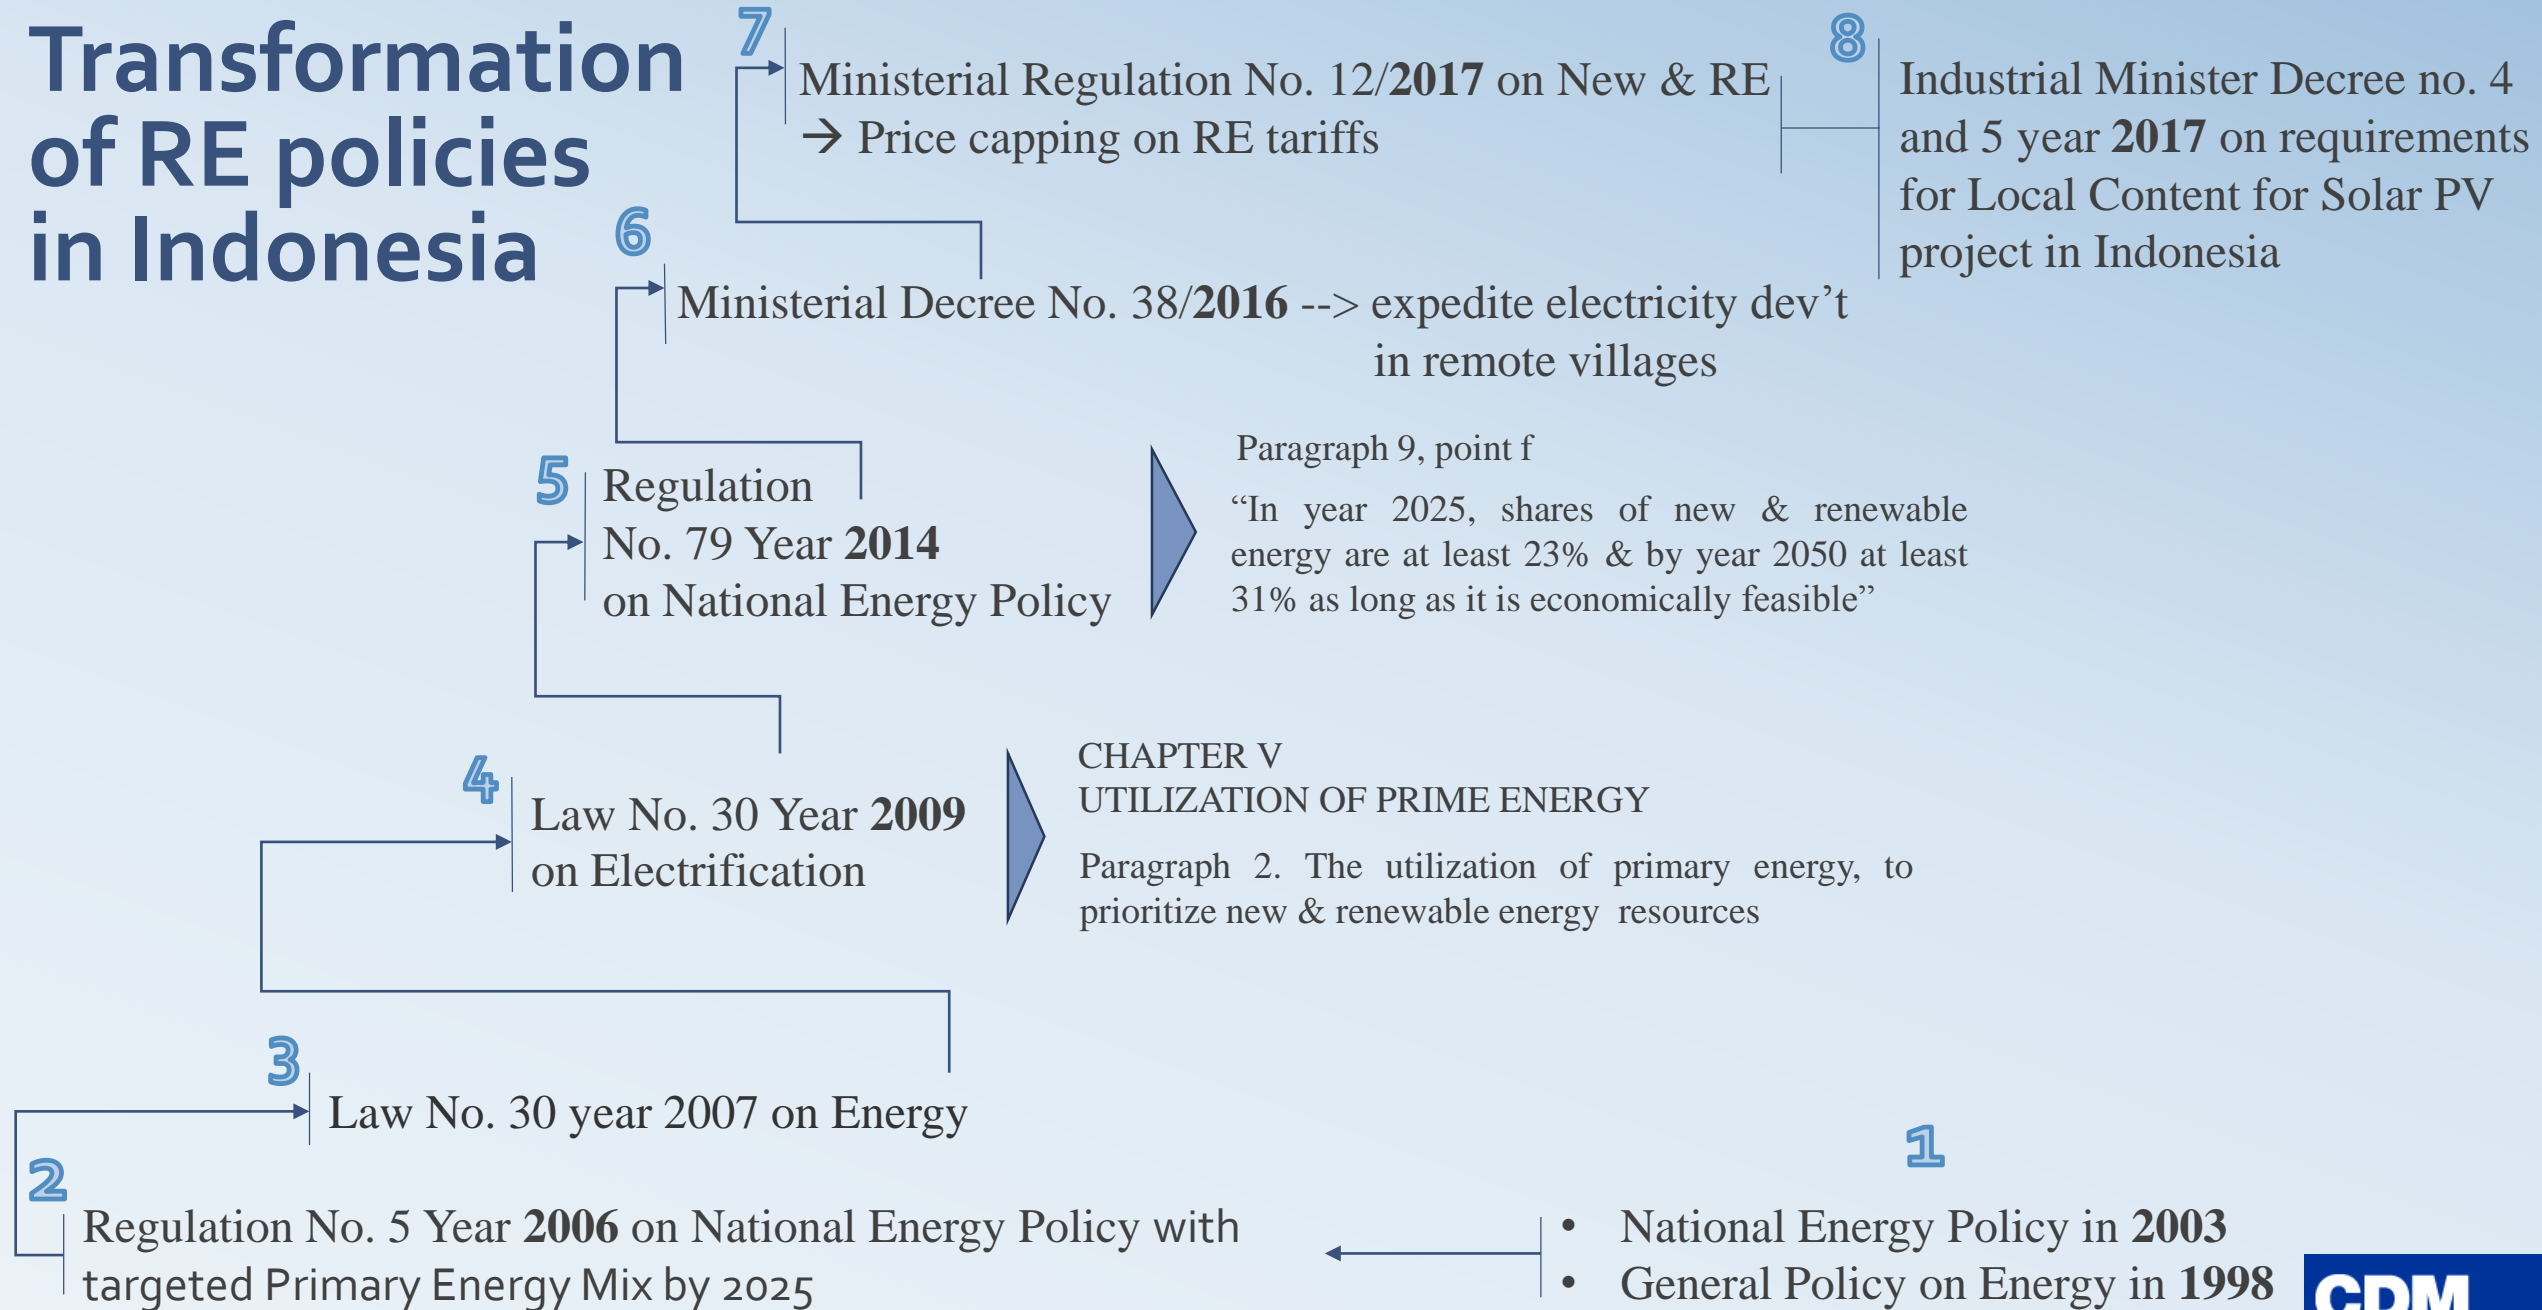 Transformation
of RE policies
in Indonesia
7
Ministerial Regulation No. 12/2017 on New & RE
→ Price capping on RE tariffs
8
Industrial Minister Decree no. 4
and 5 year 2017 on requirements
for Local Content for Solar PV
project in Indonesia
6
Ministerial Decree No. 38/2016 --> expedite electricity dev’t
in remote villages
5
Regulation
No. 79 Year 2014
on National Energy Policy
Paragraph 9, point f
“In year 2025, shares of new & renewable
energy are at least 23% & by year 2050 at least
31% as long as it is economically feasible”
4
Law No. 30 Year 2009
on Electrification
CHAPTER V
UTILIZATION OF PRIME ENERGY
Paragraph 2. The utilization of primary energy, to
prioritize new & renewable energy resources
3
Law No. 30 year 2007 on Energy
2
Regulation No. 5 Year 2006 on National Energy Policy with
targeted Primary Energy Mix by 2025
1
• National Energy Policy in 2003
• General Policy on Energy in 1998
CDM